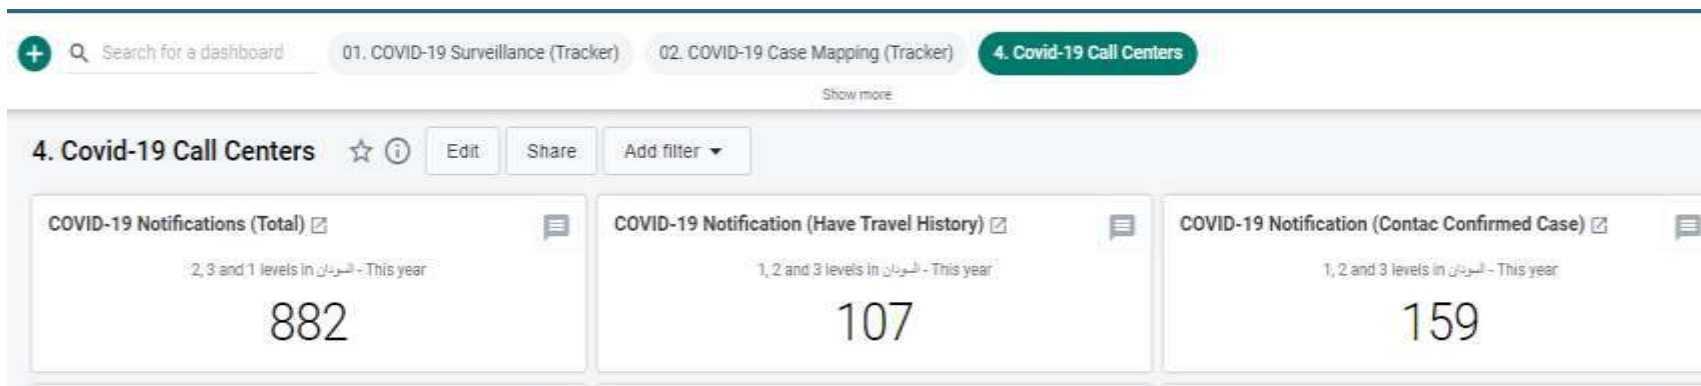 Search for a dashboard
01. COVID-19 Surveillance (Tracker)
02. COVID-19 Case Mapping (Tracker)
4. Covid-19 Call Centers
Show more
4. Covid-19 Call Centers
Edit
Share
Add filter
COVID-19 Notifications (Total)
2, 3 and 1 levels in السودان - This year
882
COVID-19 Notification (Have Travel History)
1, 2 and 3 levels in السودان - This year
107
COVID-19 Notification (Contac Confirmed Case)
1, 2 and 3 levels in السودان - This year
159